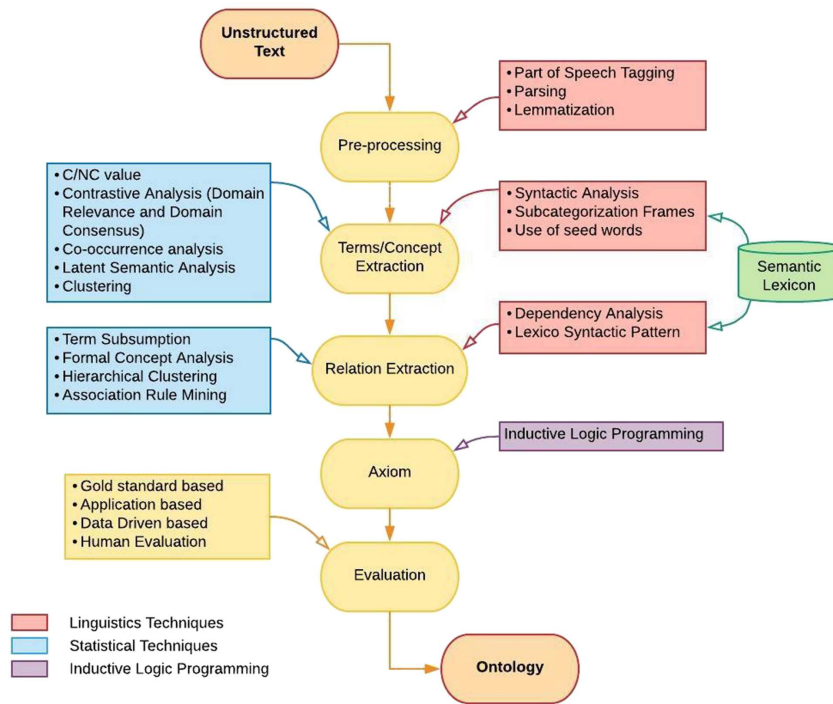 Unstructured
Text
• Part of Speech Tagging
• Parsing
• Lemmatization
Pre-processing
• C/NC value
• Contrastive Analysis (Domain
Relevance and Domain
Consensus)
• Co-occurrence analysis
• Latent Semantic Analysis
• Clustering
• Syntactic Analysis
• Subcategorization Frames
• Use of seed words
Terms/Concept
Extraction
Semantic
Lexicon
• Dependency Analysis
• Lexico Syntactic Pattern
• Term Subsumption
• Formal Concept Analysis
• Hierarchical Clustering
• Association Rule Mining
Relation Extraction
Inductive Logic Programming
Axiom
• Gold standard based
• Application based
• Data Driven based
• Human Evaluation
Evaluation
Linguistics Techniques
Statistical Techniques
Inductive Logic Programming
Ontology